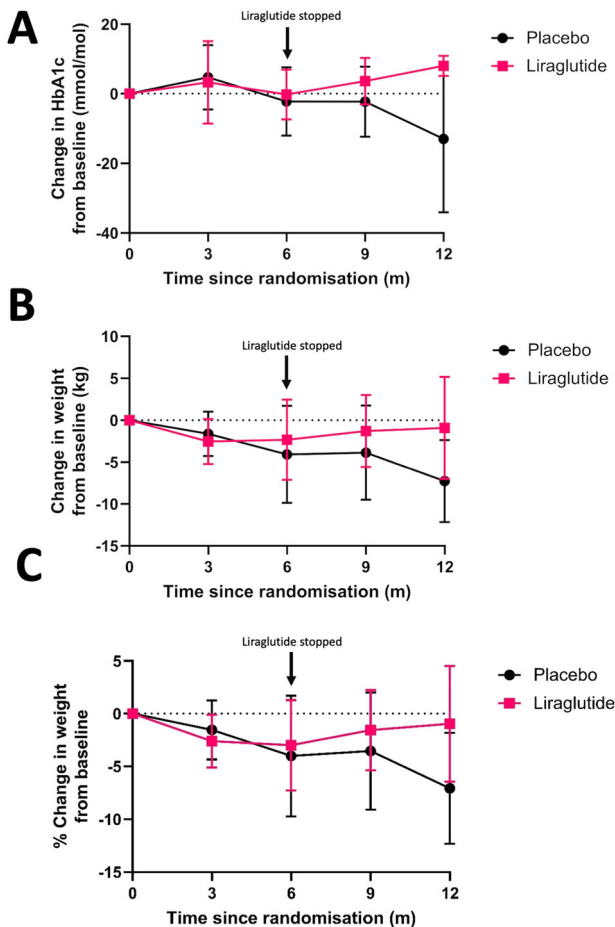 A
Liraglutide stopped
Placebo
Liraglutide
Change in HbA1c
from baseline (mmol/mol)
20
0
-20
-40
0 3 6 9 12
Time since randomisation (m)
B
Liraglutide stopped
Placebo
Liraglutide
Change in weight
from baseline (kg)
10
5
0
-5
-10
-15
0 3 6 9 12
Time since randomisation (m)
C
Liraglutide stopped
Placebo
Liraglutide
% Change in weight
from baseline
5
0
-5
-10
-15
0 3 6 9 12
Time since randomisation (m)